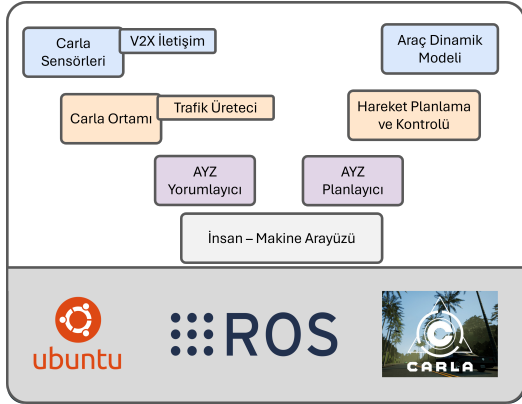 Carla
Sensörleri
V2X İletişim
Araç Dinamik
Modeli
Carla Ortamı
Trafik Üreteci
Hareket Planlama
ve Kontrolü
AYZ
Yorumlayıcı
AYZ
Planlayıcı
İnsan – Makine Arayüzü
ubuntu
ROS
CARLA